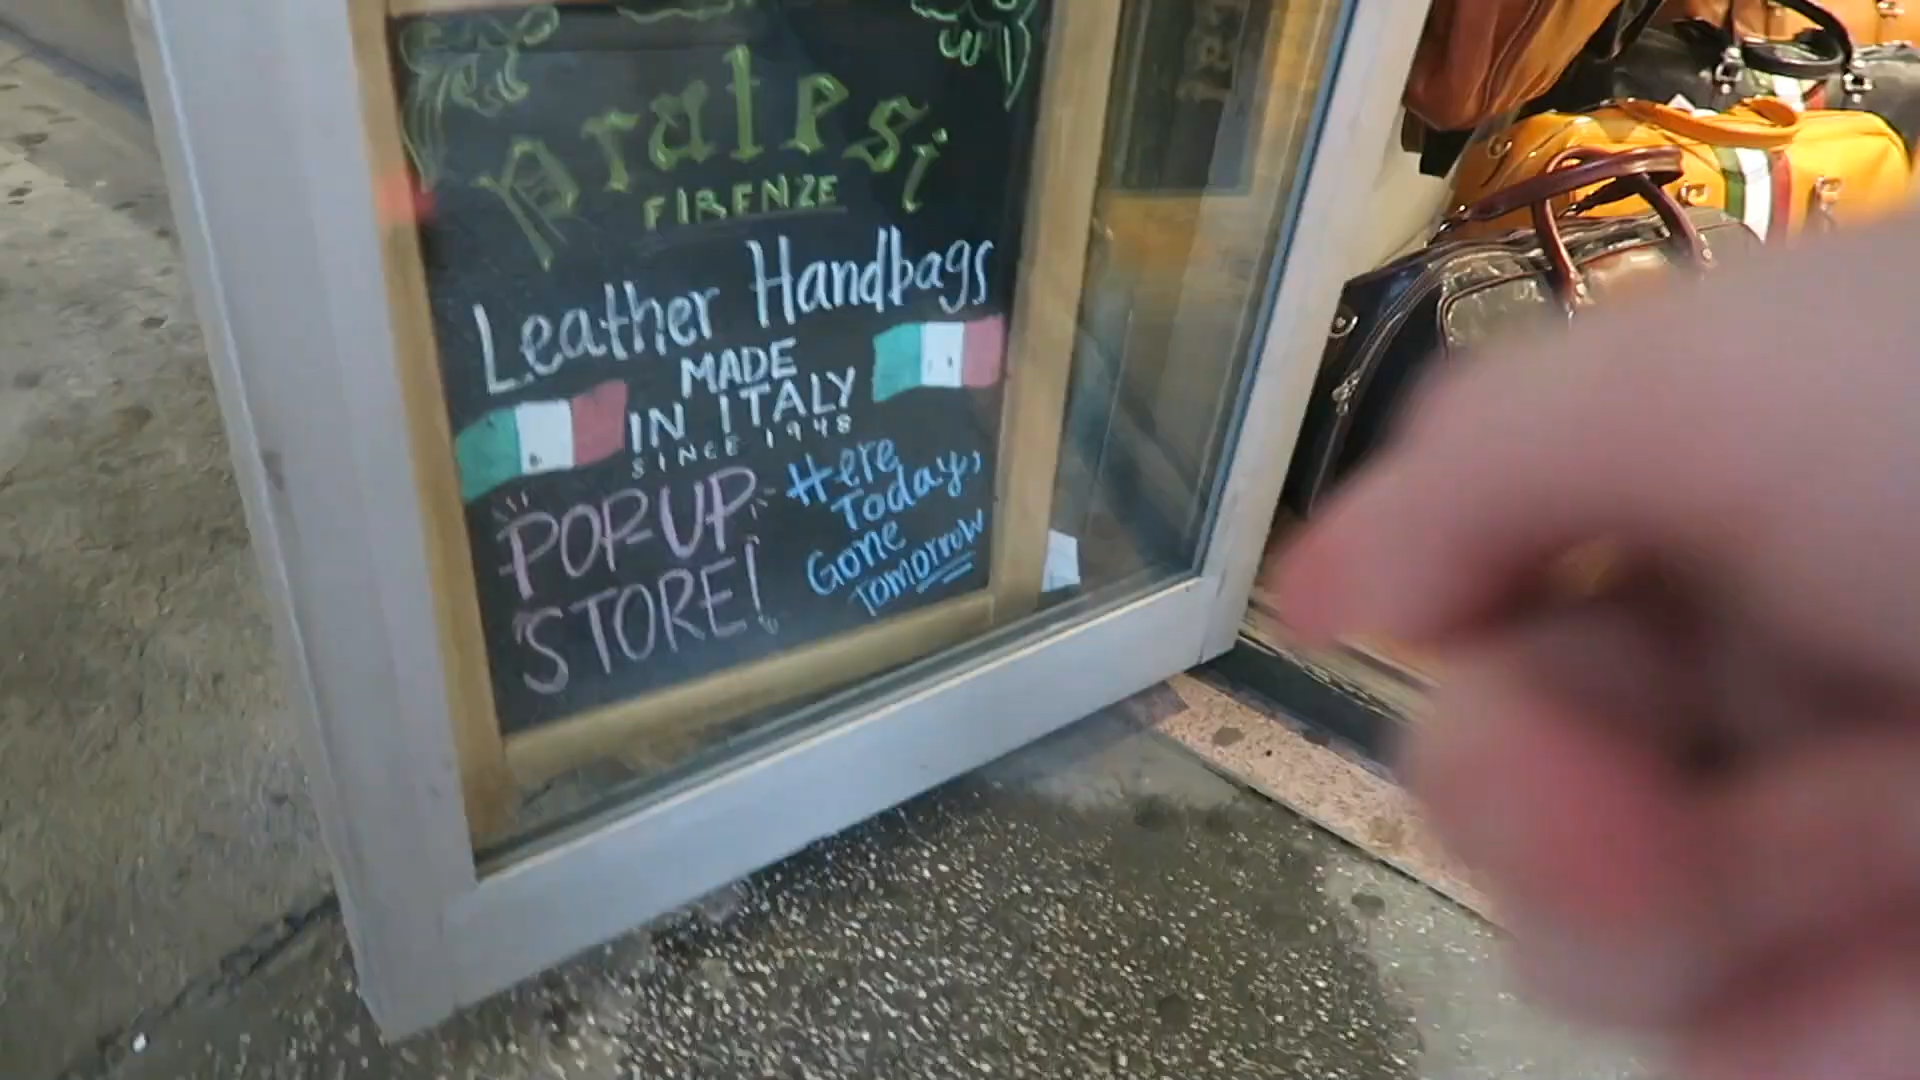 Pratesi
FIRENZE
Leather Handbags
MADE
IN ITALY
SINCE 1948
POP-UP
STORE!
Here
Today,
Gone
Tomorrow